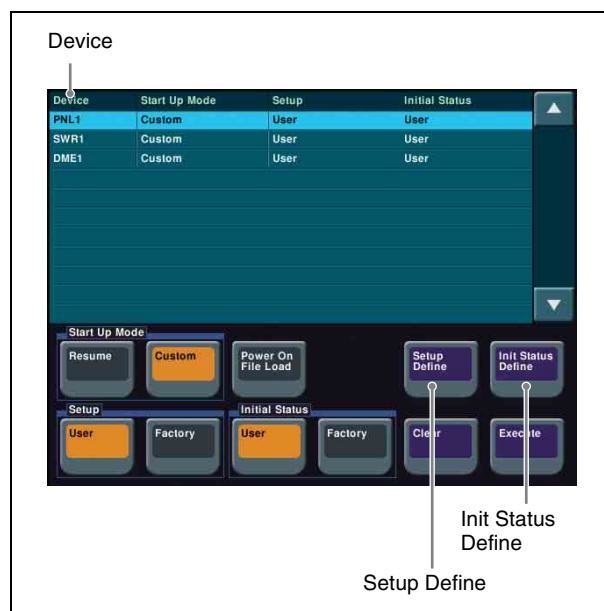 Device
Device Start Up Mode Setup Initial Status
PNL1 Custom User User
SWR1 Custom User User
DME1 Custom User User
Start Up Mode
Resume Custom Power On File Load Setup Define Init Status Define
Setup Initial Status
User Factory User Factory Clear Execute
Init Status
Define
Setup Define